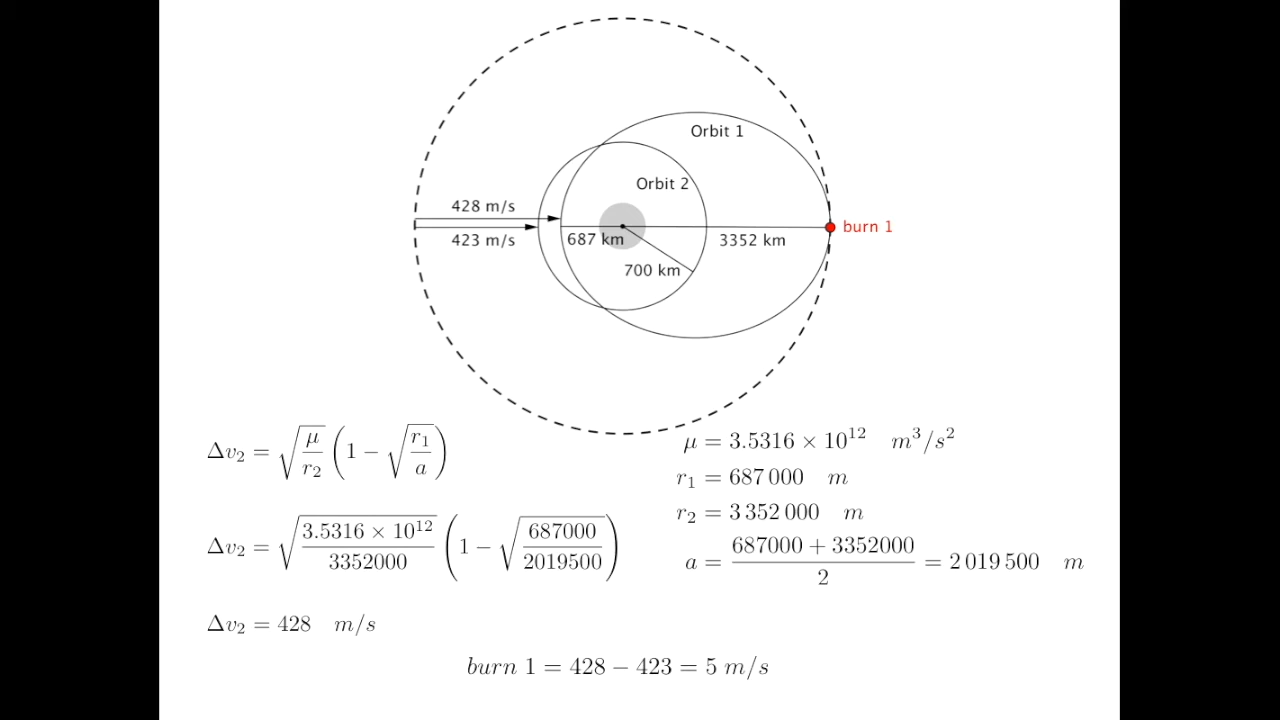 Orbit 1
Orbit 2
428 m/s
burn 1
423 m/s
687 km
3352 km
700 km
Δv₂ = √(μ/r₂) (1 − √(r₁/a))
μ = 3.5316 × 10¹² m³/s²
r₁ = 687 000 m
r₂ = 3 352 000 m
Δv₂ = √(3.5316 × 10¹²/3352000) (1 − √(687000/2019500))
a = (687000 + 3352000)/2 = 2 019 500 m
Δv₂ = 428 m/s
burn 1 = 428 − 423 = 5 m/s